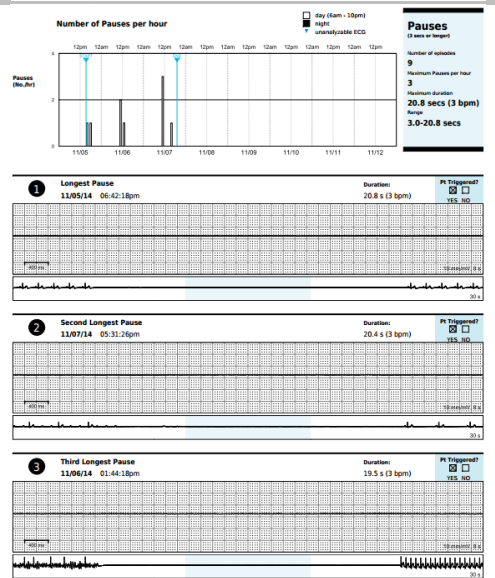 Number of Pauses per hour
day (6am - 10pm)
night
unanalyzable ECG
12pm 12am 12pm 12am 12pm 12am 12pm 12am 12pm 12am 12pm 12am 12pm 12am 12pm
Pauses
(No./hr)
4
2
0
11/05 11/06 11/07 11/08 11/09 11/10 11/11 11/12
Pauses
(3 secs or longer)
Number of episodes
9
Maximum Pauses per hour
3
Maximum duration
20.8 secs (3 bpm)
Range
3.0-20.8 secs
1
Longest Pause
11/05/14 06:42:18pm
Duration:
20.8 s (3 bpm)
Pt Triggered?
YES NO
400 ms
10 mm/mV, 8 s
30 s
2
Second Longest Pause
11/07/14 05:31:26pm
Duration:
20.4 s (3 bpm)
Pt Triggered?
YES NO
400 ms
10 mm/mV, 8 s
30 s
3
Third Longest Pause
11/06/14 01:44:18pm
Duration:
19.5 s (3 bpm)
Pt Triggered?
YES NO
400 ms
10 mm/mV, 8 s
30 s